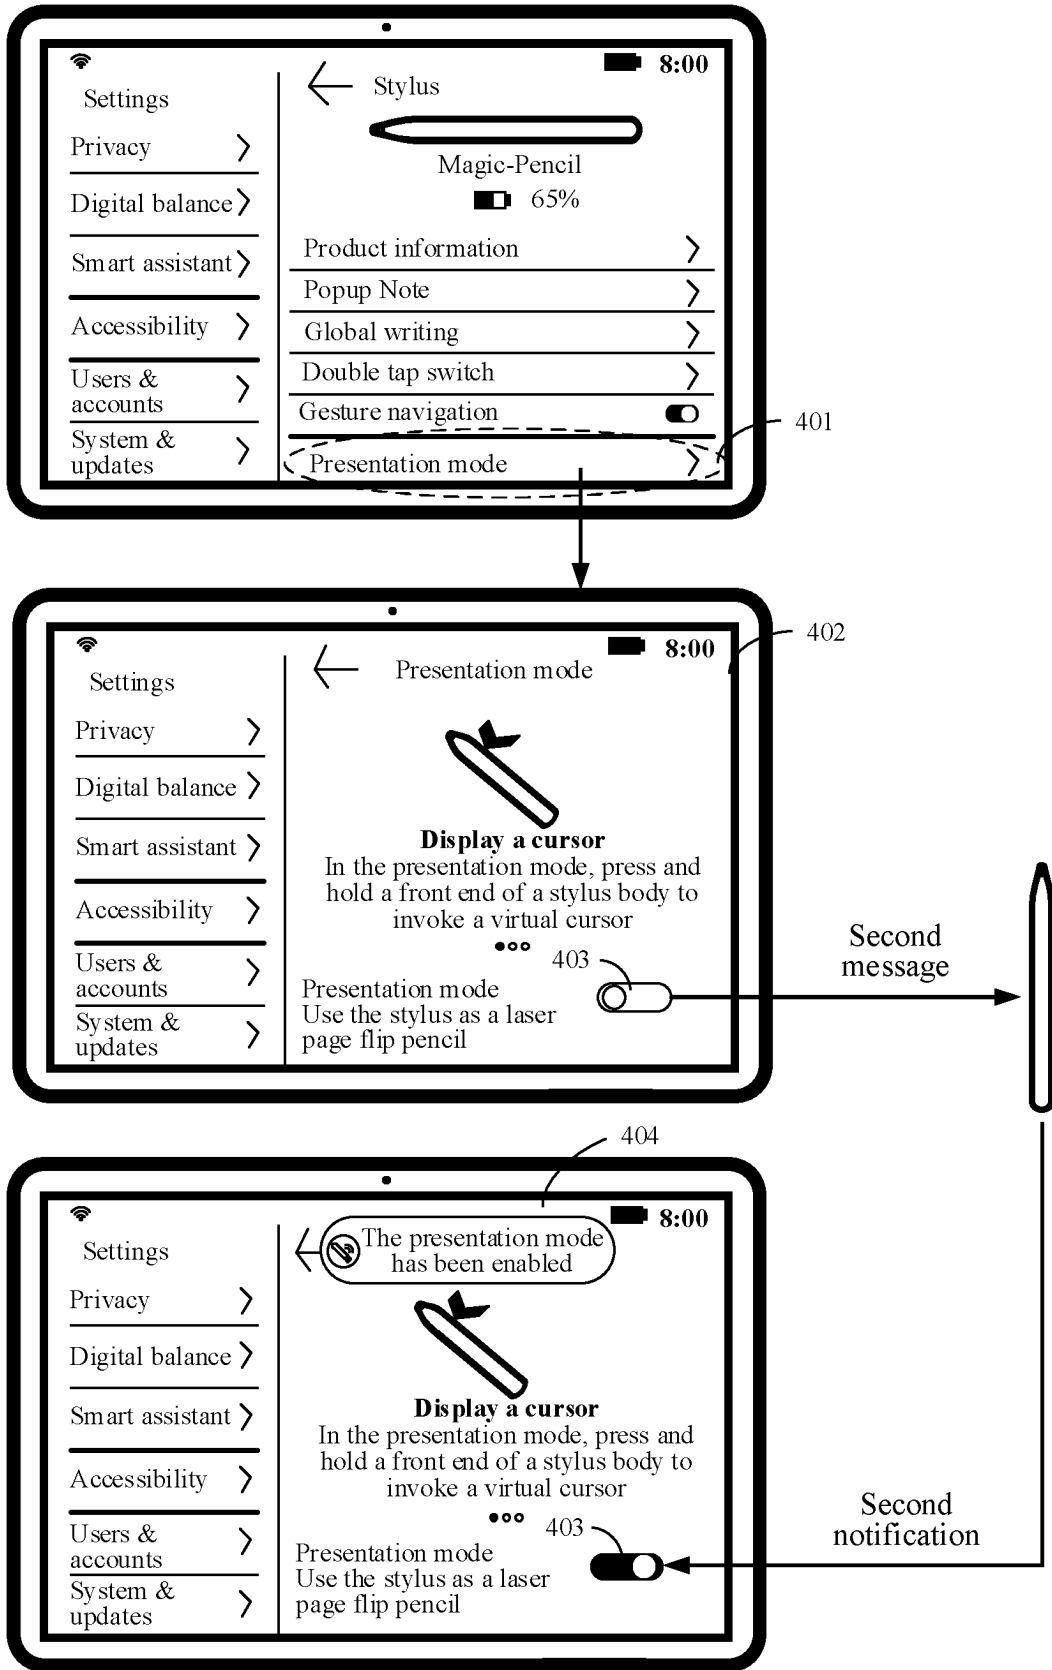 8:00
Settings
Stylus
Privacy
Digital balance
Smart assistant
Accessibility
Users &
accounts
System &
updates
Magic-Pencil
65%
Product information
Popup Note
Global writing
Double tap switch
Gesture navigation
Presentation mode
401
8:00
402
Settings
Presentation mode
Privacy
Digital balance
Smart assistant
Accessibility
Users &
accounts
System &
updates
Display a cursor
In the presentation mode, press and
hold a front end of a stylus body to
invoke a virtual cursor
403
Presentation mode
Use the stylus as a laser
page flip pencil
Second
message
404
8:00
Settings
The presentation mode
has been enabled
Privacy
Digital balance
Smart assistant
Accessibility
Users &
accounts
System &
updates
Display a cursor
In the presentation mode, press and
hold a front end of a stylus body to
invoke a virtual cursor
403
Presentation mode
Use the stylus as a laser
page flip pencil
Second
notification